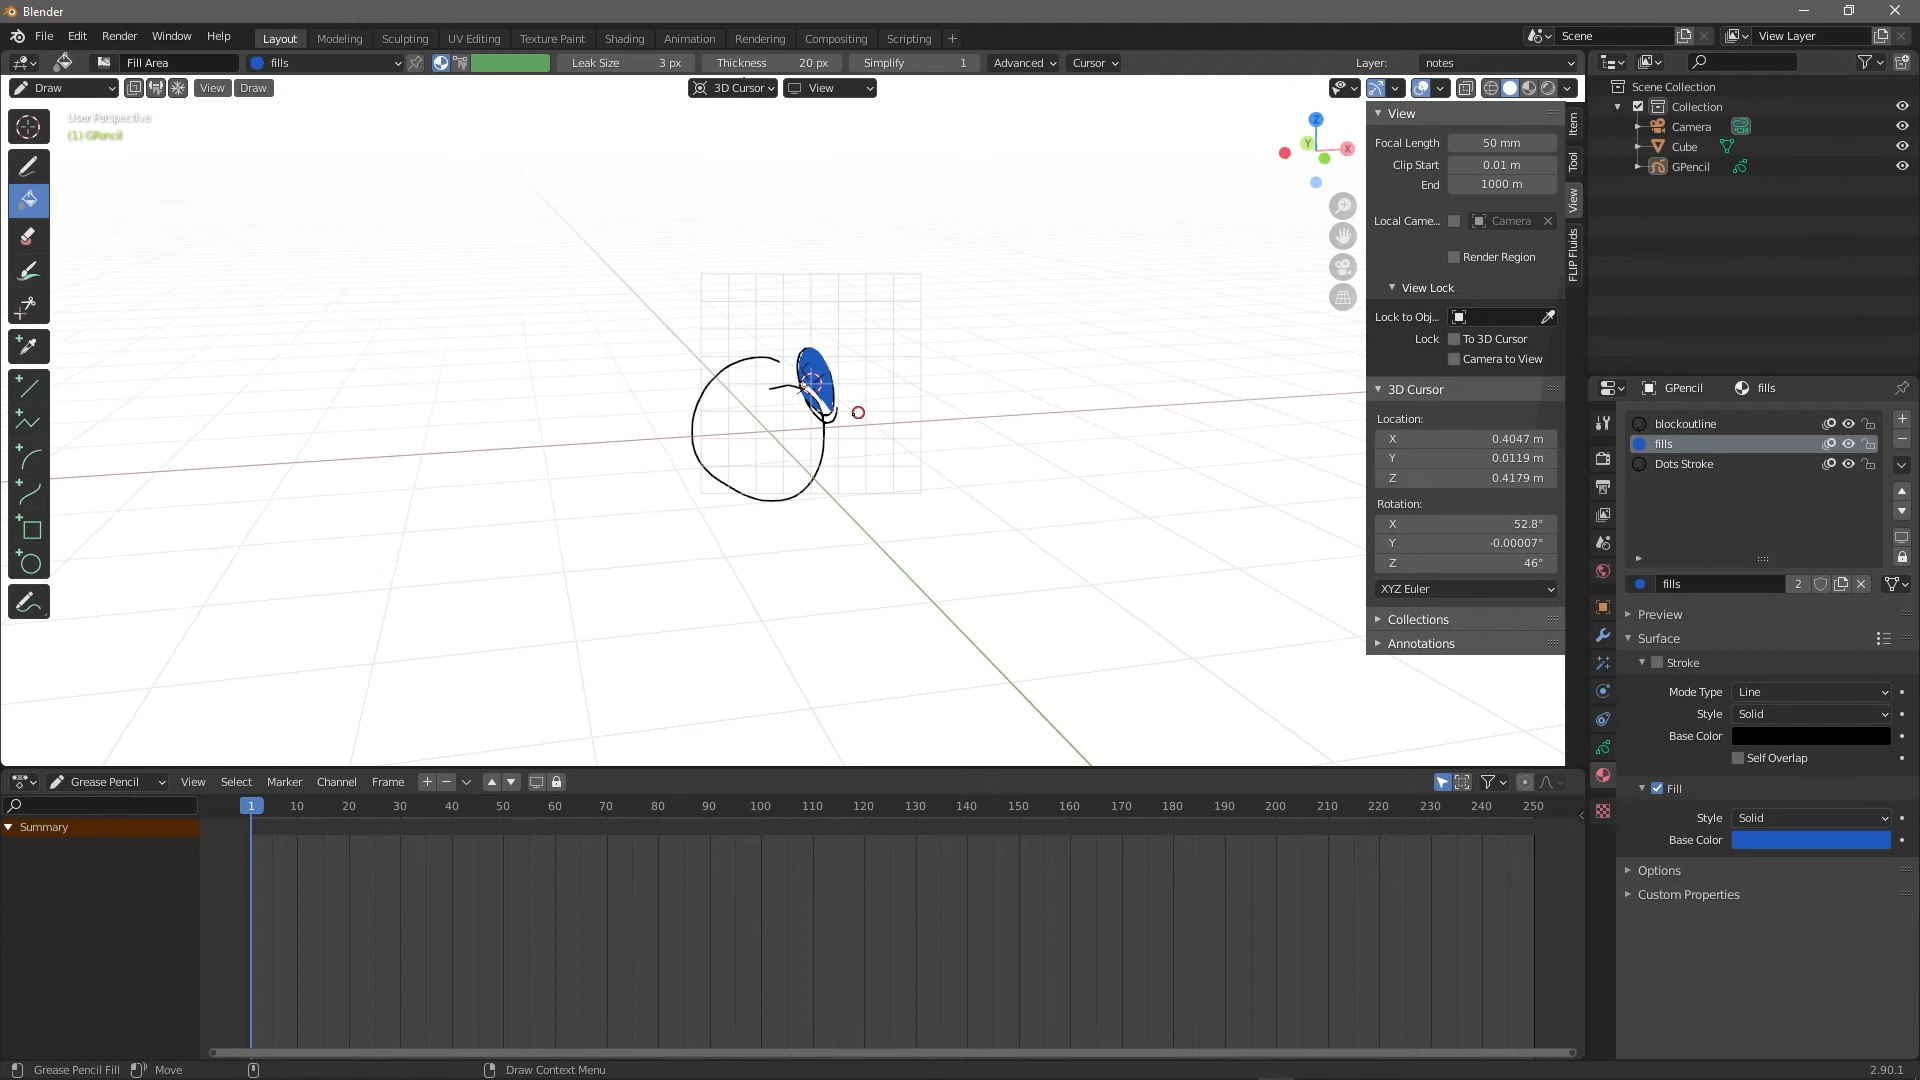 Blender
File Edit Render Window Help Layout Modeling Sculpting UV Editing Texture Paint Shading Animation Rendering Compositing Scripting + Scene View Layer
Fill Area fills Leak Size 3 px Thickness 20 px Simplify 1 Advanced Cursor Layer: notes
Draw View Draw 3D Cursor View
User Perspective
(1) GPencil
Z
Y
X
View
Focal Length 50 mm
Clip Start 0.01 m
End 1000 m
Local Came... Camera
Render Region
View Lock
Lock to Obj...
Lock To 3D Cursor
Camera to View
3D Cursor
Location:
X 0.4047 m
Y 0.0119 m
Z 0.4179 m
Rotation:
X 52.8°
Y -0.00007°
Z 46°
XYZ Euler
Collections
Annotations
Item
Tool
View
FLIP Fluids
Scene Collection
Collection
Camera
Cube
GPencil
GPencil fills
blockoutline
fills
Dots Stroke
fills 2
Preview
Surface
Stroke
Mode Type Line
Style Solid
Base Color
Self Overlap
Fill
Style Solid
Base Color
Options
Custom Properties
Grease Pencil View Select Marker Channel Frame
1 10 20 30 40 50 60 70 80 90 100 110 120 130 140 150 160 170 180 190 200 210 220 230 240 250
Summary
Grease Pencil Fill Move Draw Context Menu 2.90.1